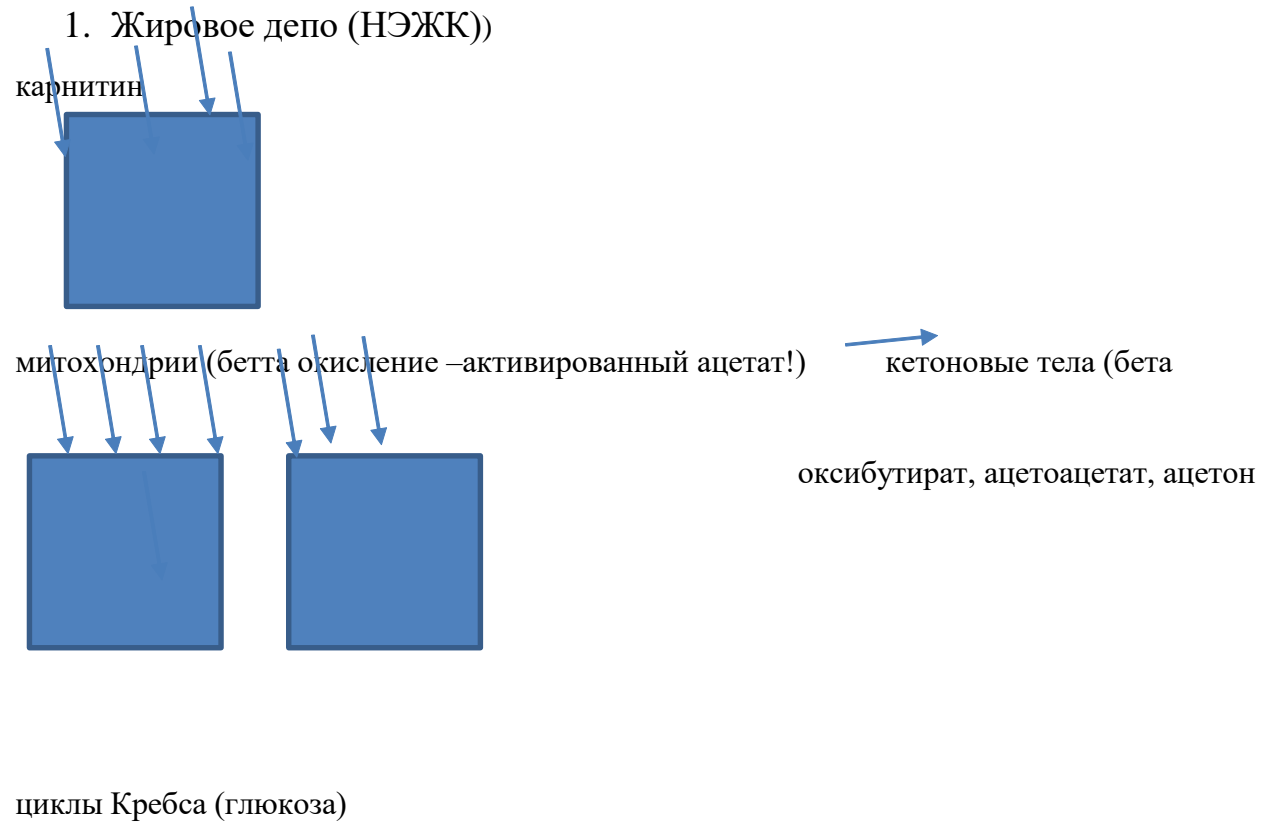 1. Жировое депо (НЭЖК))
карнитин
митохондрии (бетта окисление –активированный ацетат!) кетоновые тела (бета
оксибутират, ацетоацетат, ацетон
циклы Кребса (глюкоза)